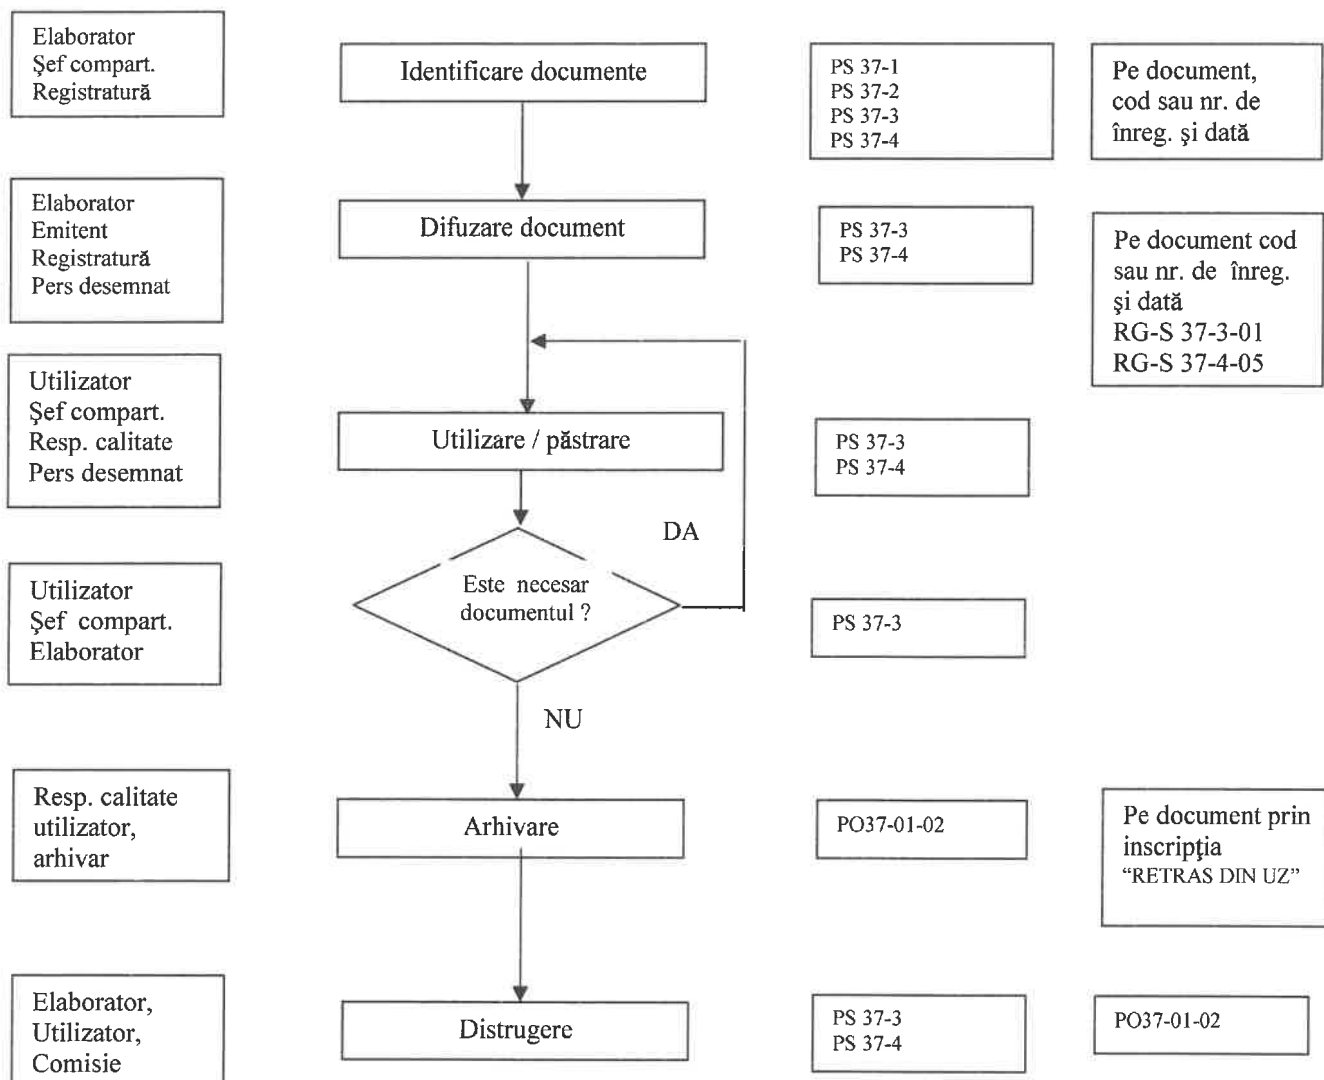 Elaborator
Şef compart.
Registratură
Identificare documente
PS 37-1
PS 37-2
PS 37-3
PS 37-4
Pe document,
cod sau nr. de
înreg. şi dată
Elaborator
Emitent
Registratură
Pers desemnat
Difuzare document
PS 37-3
PS 37-4
Pe document cod
sau nr. de înreg.
şi dată
RG-S 37-3-01
RG-S 37-4-05
Utilizator
Şef compart.
Resp. calitate
Pers desemnat
Utilizare / păstrare
PS 37-3
PS 37-4
DA
Utilizator
Şef compart.
Elaborator
Este necesar
documentul ?
PS 37-3
NU
Resp. calitate
utilizator,
arhivar
Arhivare
PO37-01-02
Pe document prin
inscripţia
“RETRAS DIN UZ”
Elaborator,
Utilizator,
Comisie
Distrugere
PS 37-3
PS 37-4
PO37-01-02